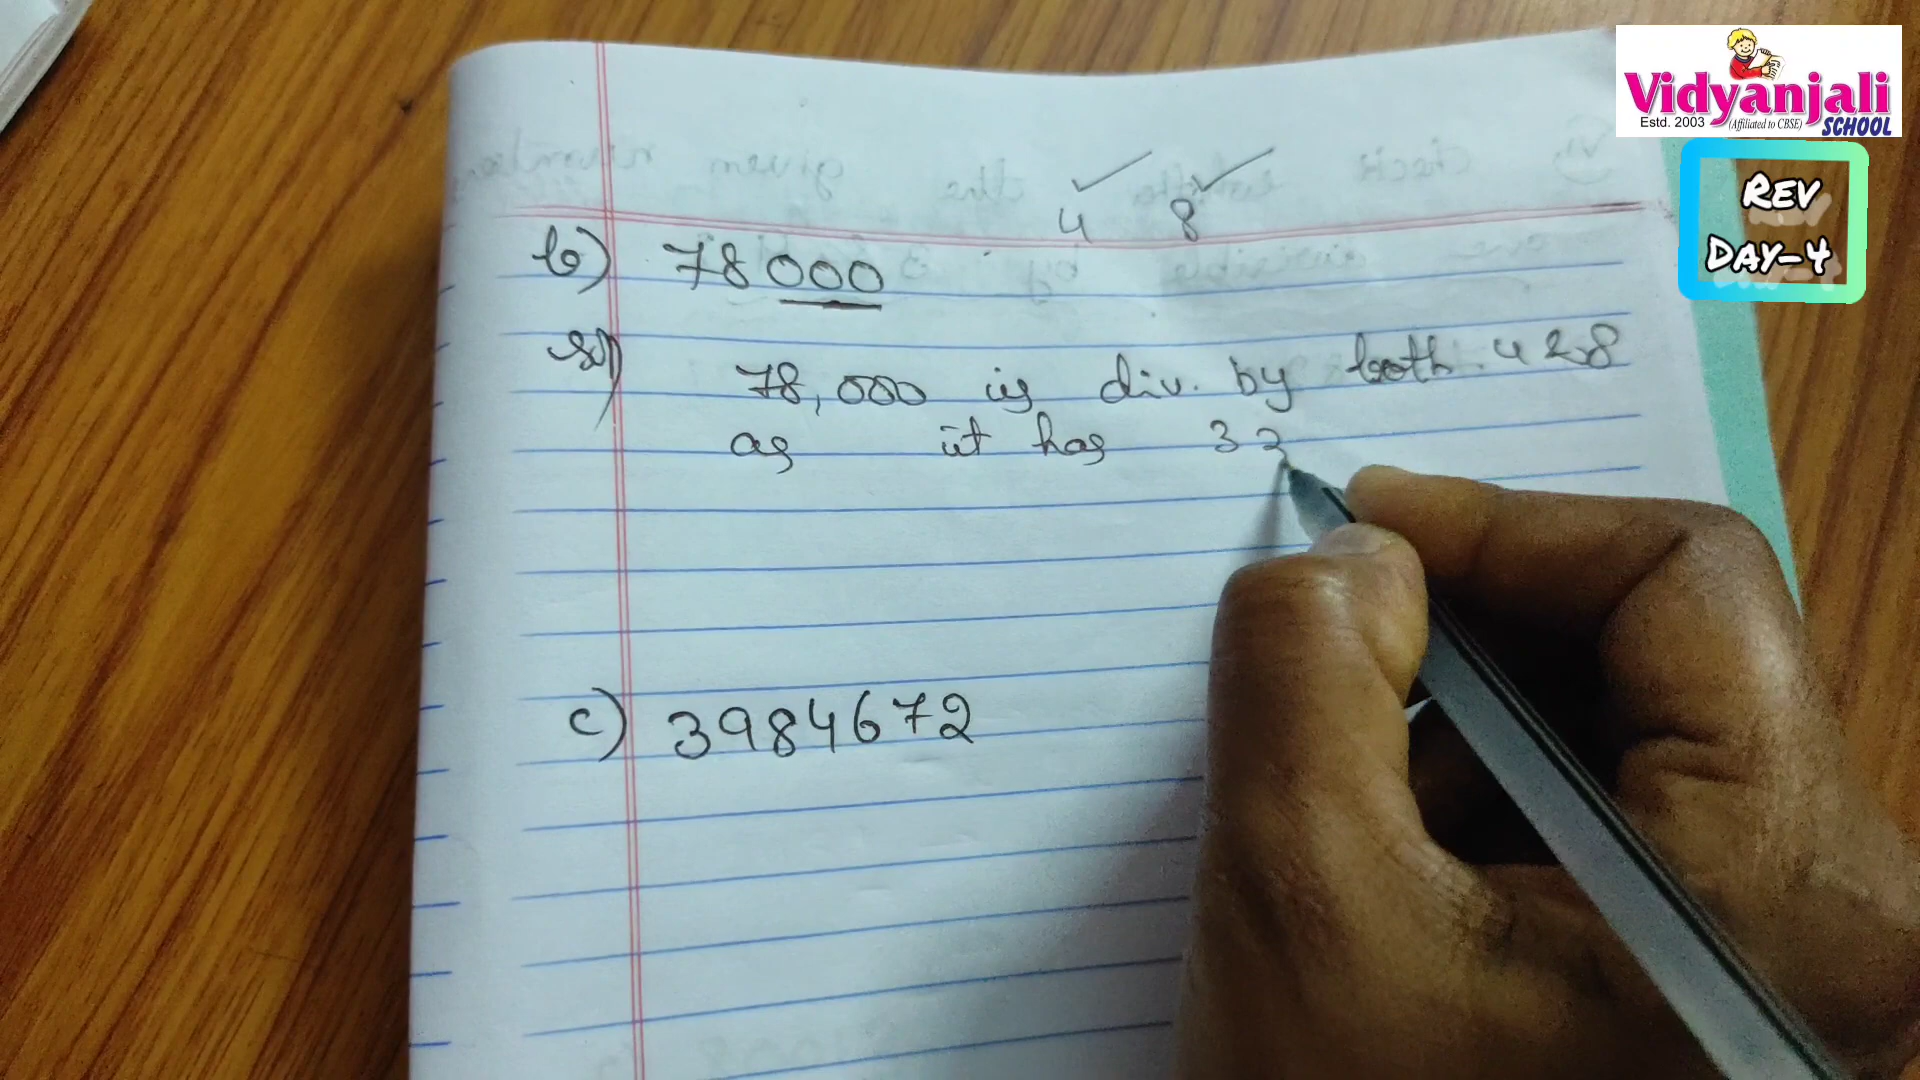 Vidyanjali
Estd. 2003 (Affiliated to CBSE) SCHOOL
REV
DAY-4
4 8
b) 78000
Sol) 78,000 is div. by both 4 & 8
as it has 3 z
c) 3984672